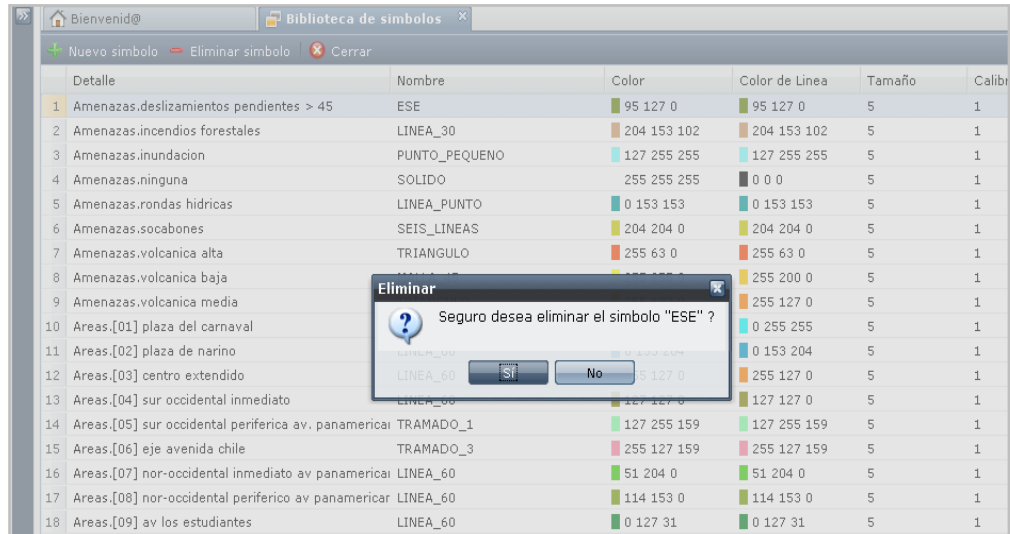 Bienvenid@ Biblioteca de simbolos
Nuevo simbolo Eliminar simbolo Cerrar
Detalle Nombre Color Color de Linea Tamaño Calibr
1 Amenazas.deslizamientos pendientes > 45 ESE 95 127 0 95 127 0 5 1
2 Amenazas.incendios forestales LINEA_30 204 153 102 204 153 102 5 1
3 Amenazas.inundacion PUNTO_PEQUENO 127 255 255 127 255 255 5 1
4 Amenazas.ninguna SOLIDO 255 255 255 0 0 0 5 1
5 Amenazas.rondas hidricas LINEA_PUNTO 0 153 153 0 153 153 5 1
6 Amenazas.socabones SEIS_LINEAS 204 204 0 204 204 0 5 1
7 Amenazas.volcanica alta TRIANGULO 255 63 0 255 63 0 5 1
8 Amenazas.volcanica baja 255 200 0 5 1
9 Amenazas.volcanica media 255 127 0 5 1
10 Areas.[01] plaza del carnaval 0 255 255 5 1
11 Areas.[02] plaza de narino LINEA_60 0 153 204 0 153 204 5 1
12 Areas.[03] centro extendido LINEA_60 255 127 0 5 1
13 Areas.[04] sur occidental inmediato LINEA_60 127 127 0 127 127 0 5 1
14 Areas.[05] sur occidental periferica av. panamerica TRAMADO_1 127 255 159 127 255 159 5 1
15 Areas.[06] eje avenida chile TRAMADO_3 255 127 159 255 127 159 5 1
16 Areas.[07] nor-occidental inmediato av panamerica LINEA_60 51 204 0 51 204 0 5 1
17 Areas.[08] nor-occidental periferico av panamericar LINEA_60 114 153 0 114 153 0 5 1
18 Areas.[09] av los estudiantes LINEA_60 0 127 31 0 127 31 5 1
Eliminar
Seguro desea eliminar el simbolo "ESE" ?
Sí No